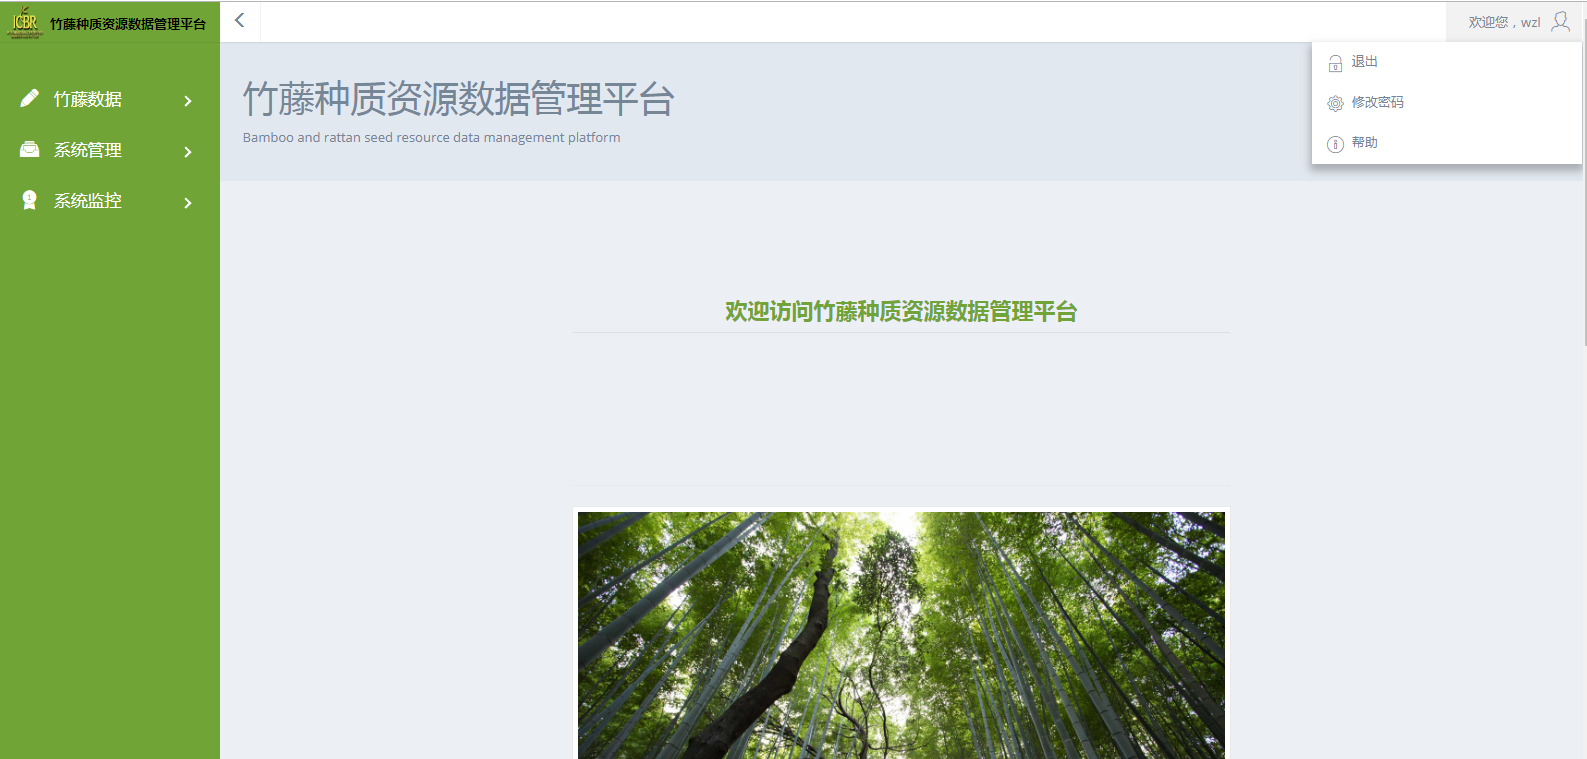 ICBR 竹藤种质资源数据管理平台
欢迎您，wzl
竹藤数据
系统管理
系统监控
竹藤种质资源数据管理平台
Bamboo and rattan seed resource data management platform
退出
修改密码
帮助
欢迎访问竹藤种质资源数据管理平台